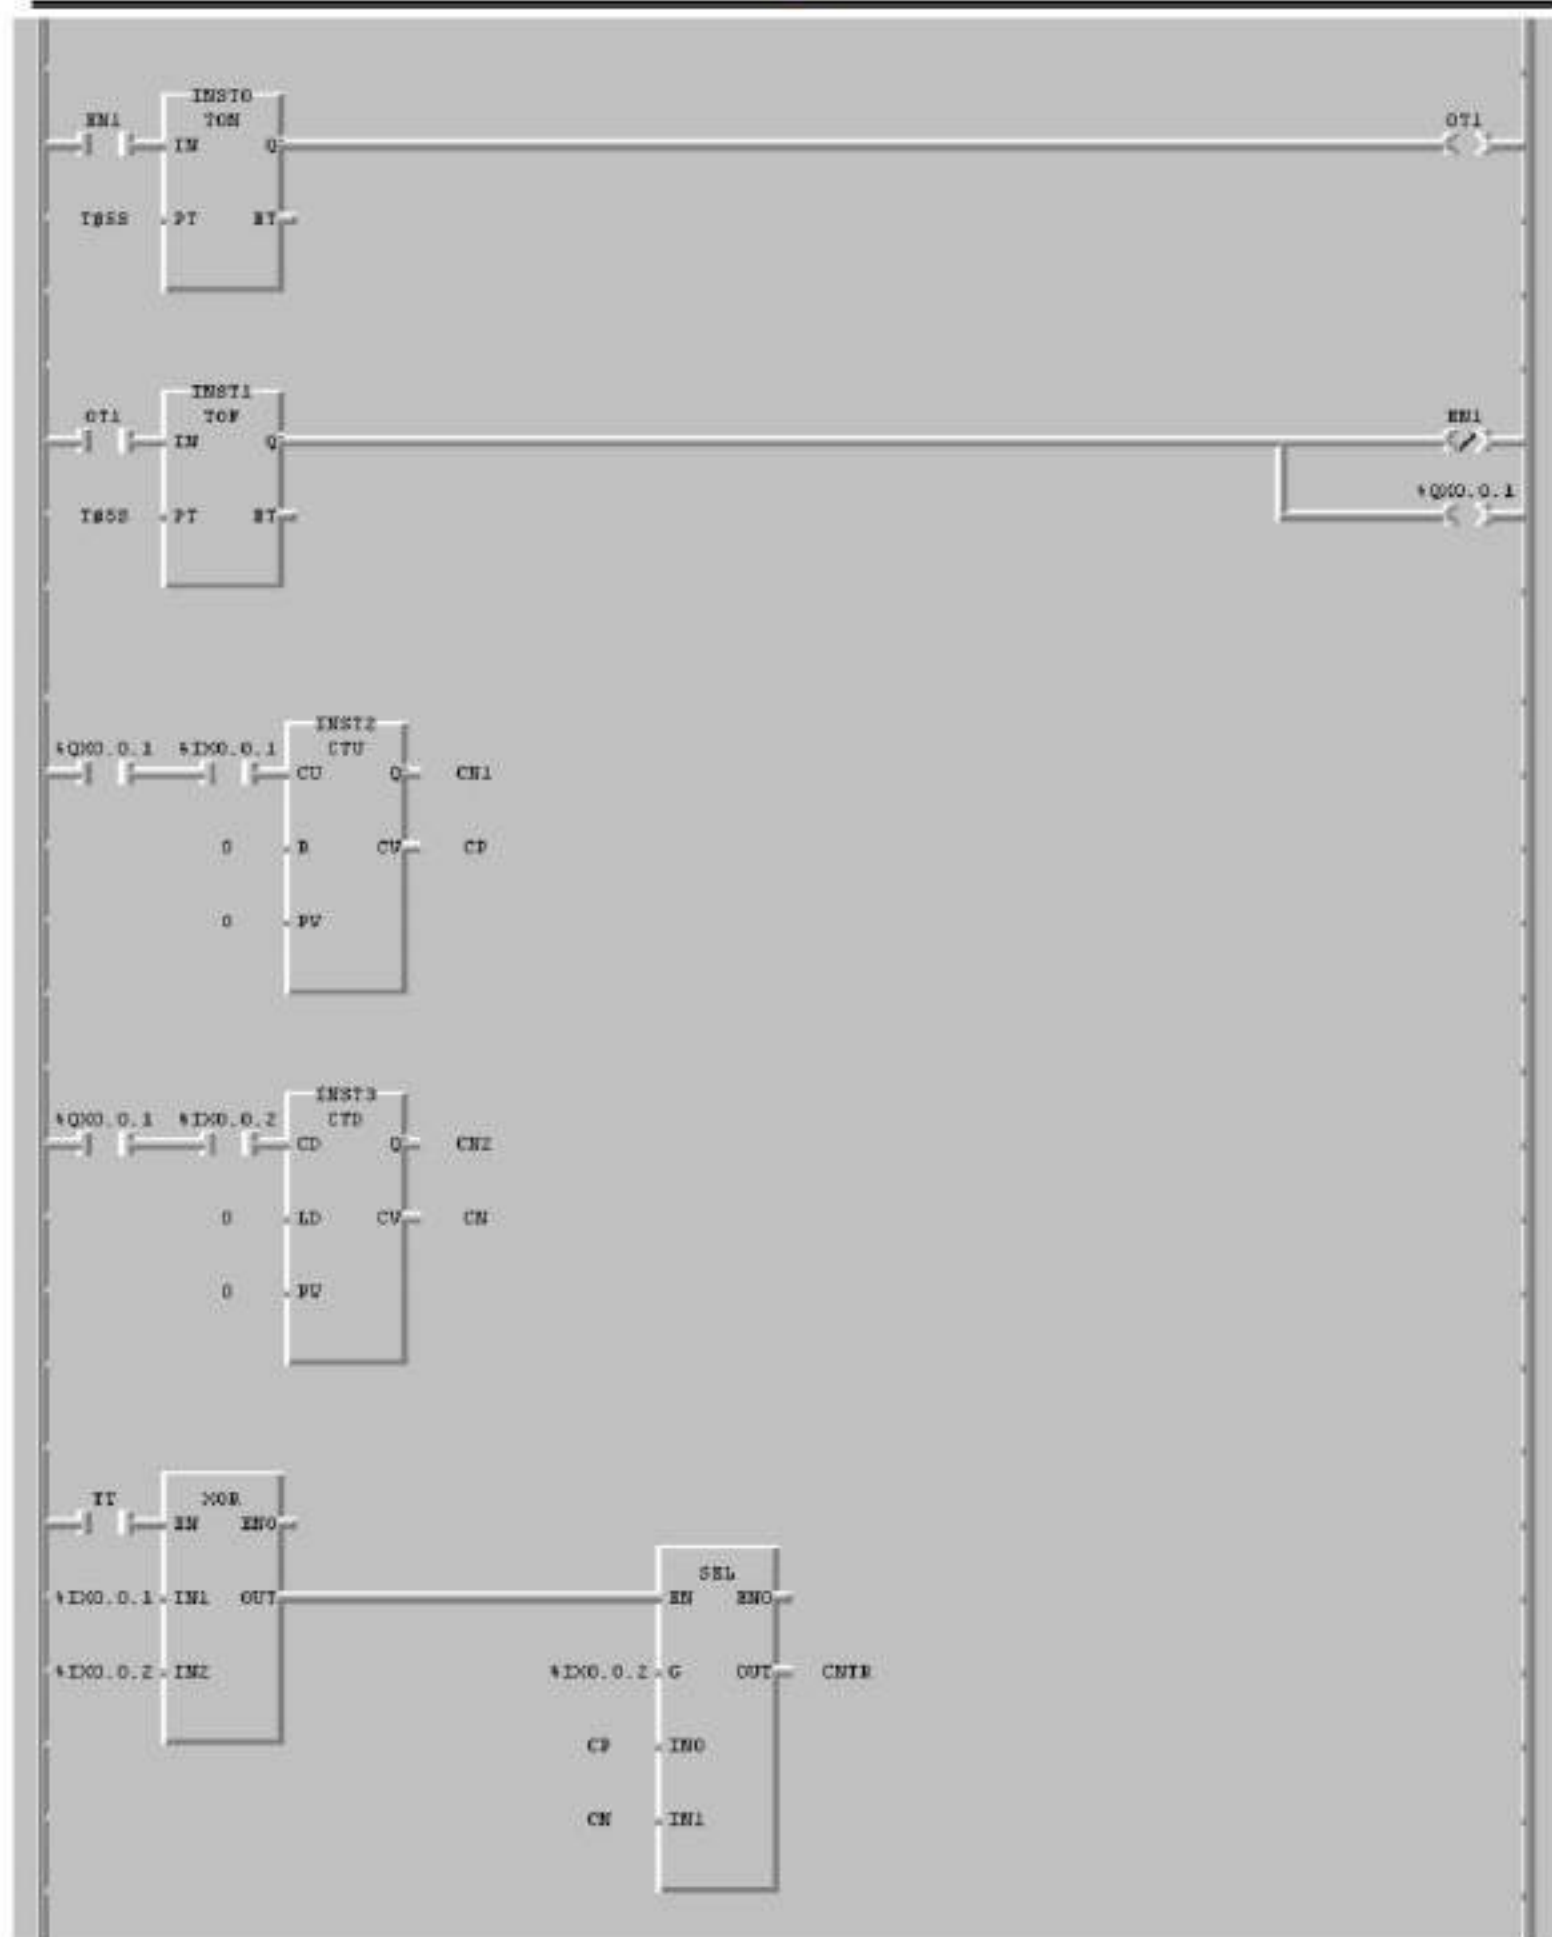 INST0
EN1 TON OT1
IN Q
T#5S PT ET
INST1
OT1 TOF EN1
IN Q
%QX0.0.1
T#5S PT ET
INST2
%QX0.0.1 %IX0.0.1 CTU
CU Q CN1
0 R CV CP
0 PV
INST3
%QX0.0.1 %IX0.0.2 CTD
CD Q CN2
0 LD CV CN
0 PV
TT XOR
EN ENO
SEL
%IX0.0.1 IN1 OUT EN ENO
%IX0.0.2 IN2 %IX0.0.2 G OUT CNTR
CP IN0
CN IN1